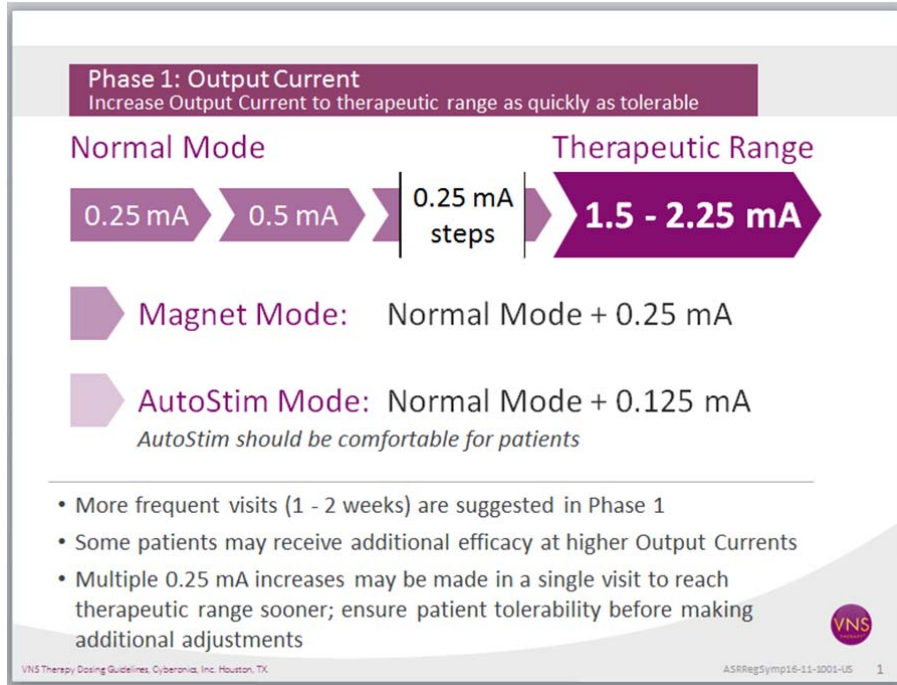 Phase 1: Output Current
Increase Output Current to therapeutic range as quickly as tolerable
Normal Mode
Therapeutic Range
0.25 mA
0.5 mA
0.25 mA
steps
1.5 - 2.25 mA
Magnet Mode: Normal Mode + 0.25 mA
AutoStim Mode: Normal Mode + 0.125 mA
AutoStim should be comfortable for patients
• More frequent visits (1 - 2 weeks) are suggested in Phase 1
• Some patients may receive additional efficacy at higher Output Currents
• Multiple 0.25 mA increases may be made in a single visit to reach
therapeutic range sooner; ensure patient tolerability before making
additional adjustments
VNS
THERAPY
VNS Therapy Dosing Guidelines, Cyberonics, Inc. Houston, TX
ASRRegSymp16-11-1001-US 1